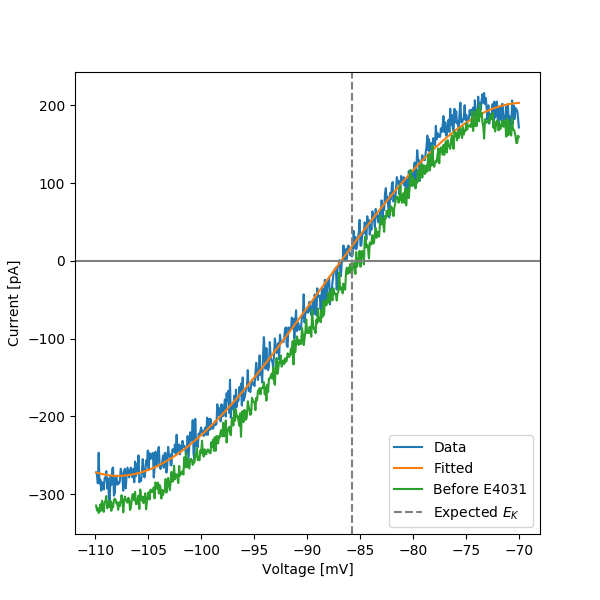 200
100
0
−100
−200
−300
Current [pA]
−110
−105
−100
−95
−90
−85
−80
−75
−70
Voltage [mV]
Data
Fitted
Before E4031
Expected E_K